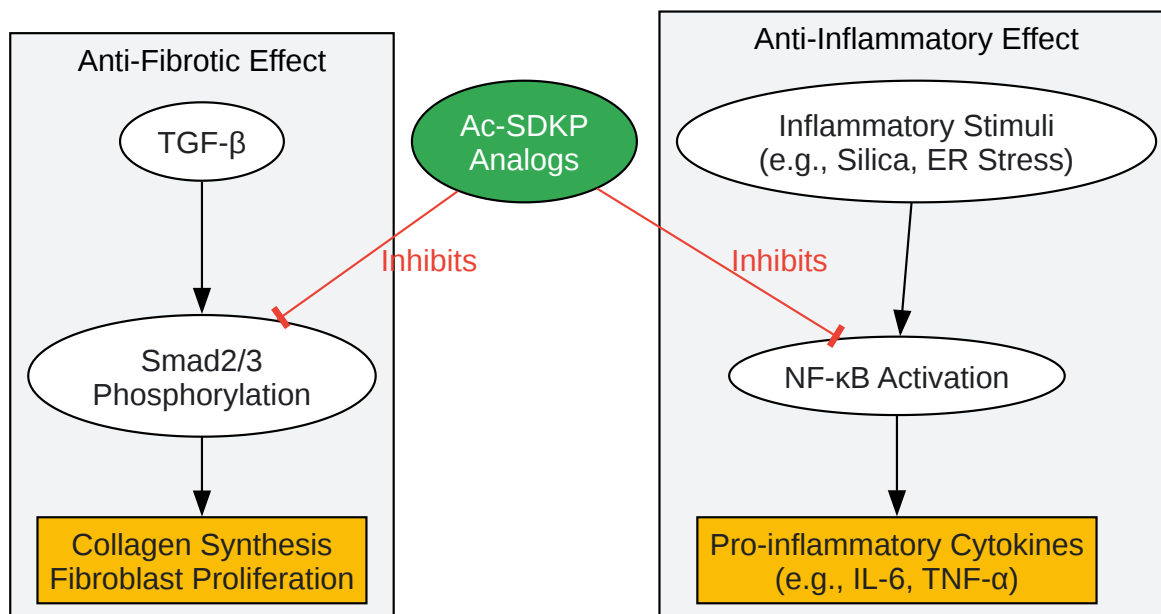 Anti-Fibrotic Effect
TGF-β
Smad2/3
Phosphorylation
Collagen Synthesis
Fibroblast Proliferation
Ac-SDKP
Analogs
Inhibits
Inhibits
Anti-Inflammatory Effect
Inflammatory Stimuli
(e.g., Silica, ER Stress)
NF-κB Activation
Pro-inflammatory Cytokines
(e.g., IL-6, TNF-α)